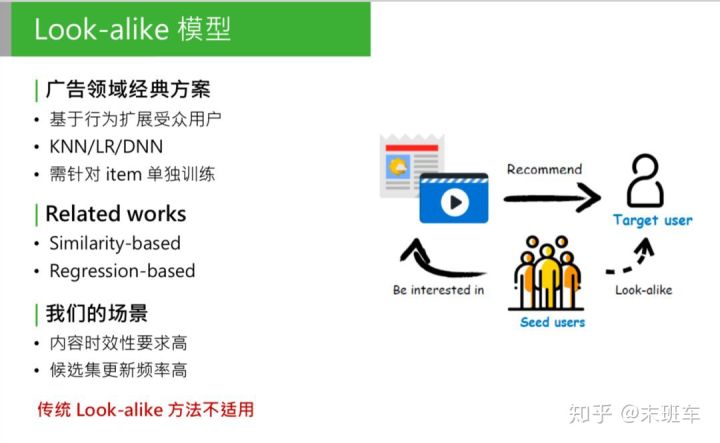 Look-alike 模型
广告领域经典方案
• 基于行为扩展受众用户
• KNN/LR/DNN
• 需针对 item 单独训练
Related works
• Similarity-based
• Regression-based
我们的场景
• 内容时效性要求高
• 候选集更新频率高
传统 Look-alike 方法不适用
Recommend
Target user
Be interested in
Look-alike
Seed users
知乎 @末班车